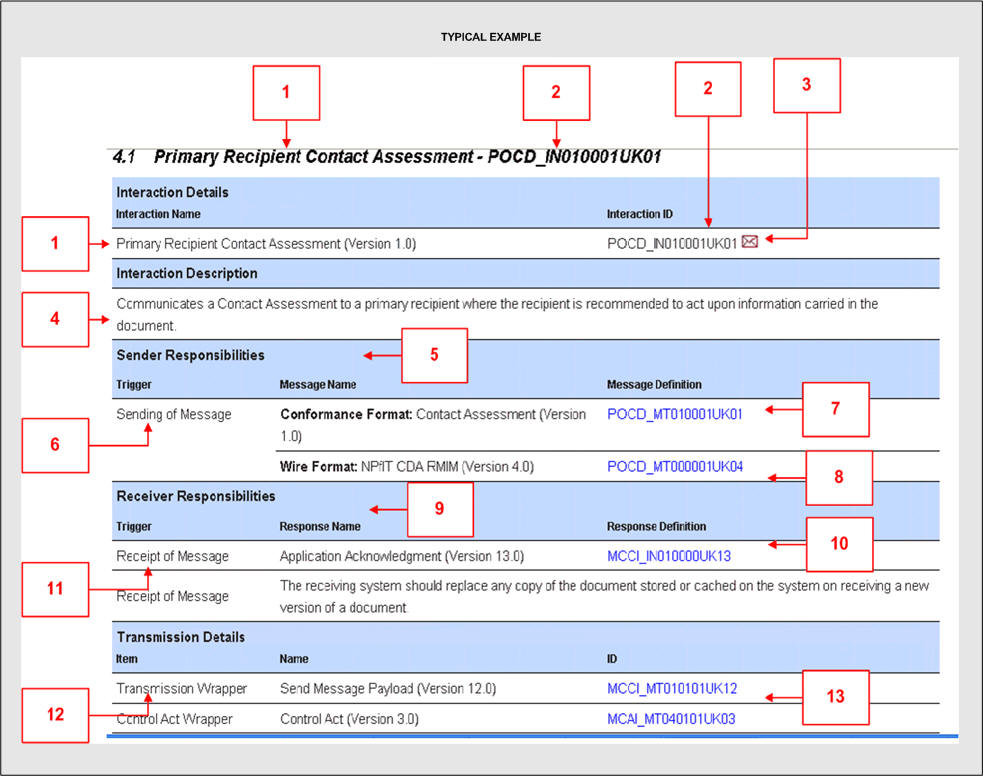 TYPICAL EXAMPLE
1
2
2
3
4.1 Primary Recipient Contact Assessment - POCD_IN010001UK01
Interaction Details
Interaction Name Interaction ID
1
Primary Recipient Contact Assessment (Version 1.0) POCD_IN010001UK01
Interaction Description
4
Communicates a Contact Assessment to a primary recipient where the recipient is recommended to act upon information carried in the
document.
Sender Responsibilities
5
Trigger Message Name Message Definition
6
Sending of Message Conformance Format: Contact Assessment (Version POCD_MT010001UK01
1.0)
7
Wire Format: NPfIT CDA RMIM (Version 4.0) POCD_MT000001UK04
8
Receiver Responsibilities
9
Trigger Response Name Response Definition
10
Receipt of Message Application Acknowledgment (Version 13.0) MCCI_IN010000UK13
11
Receipt of Message The receiving system should replace any copy of the document stored or cached on the system on receiving a new
version of a document.
Transmission Details
Item Name ID
12
Transmission Wrapper Send Message Payload (Version 12.0) MCCI_MT010101UK12
13
Control Act Wrapper Control Act (Version 3.0) MCAI_MT040101UK03